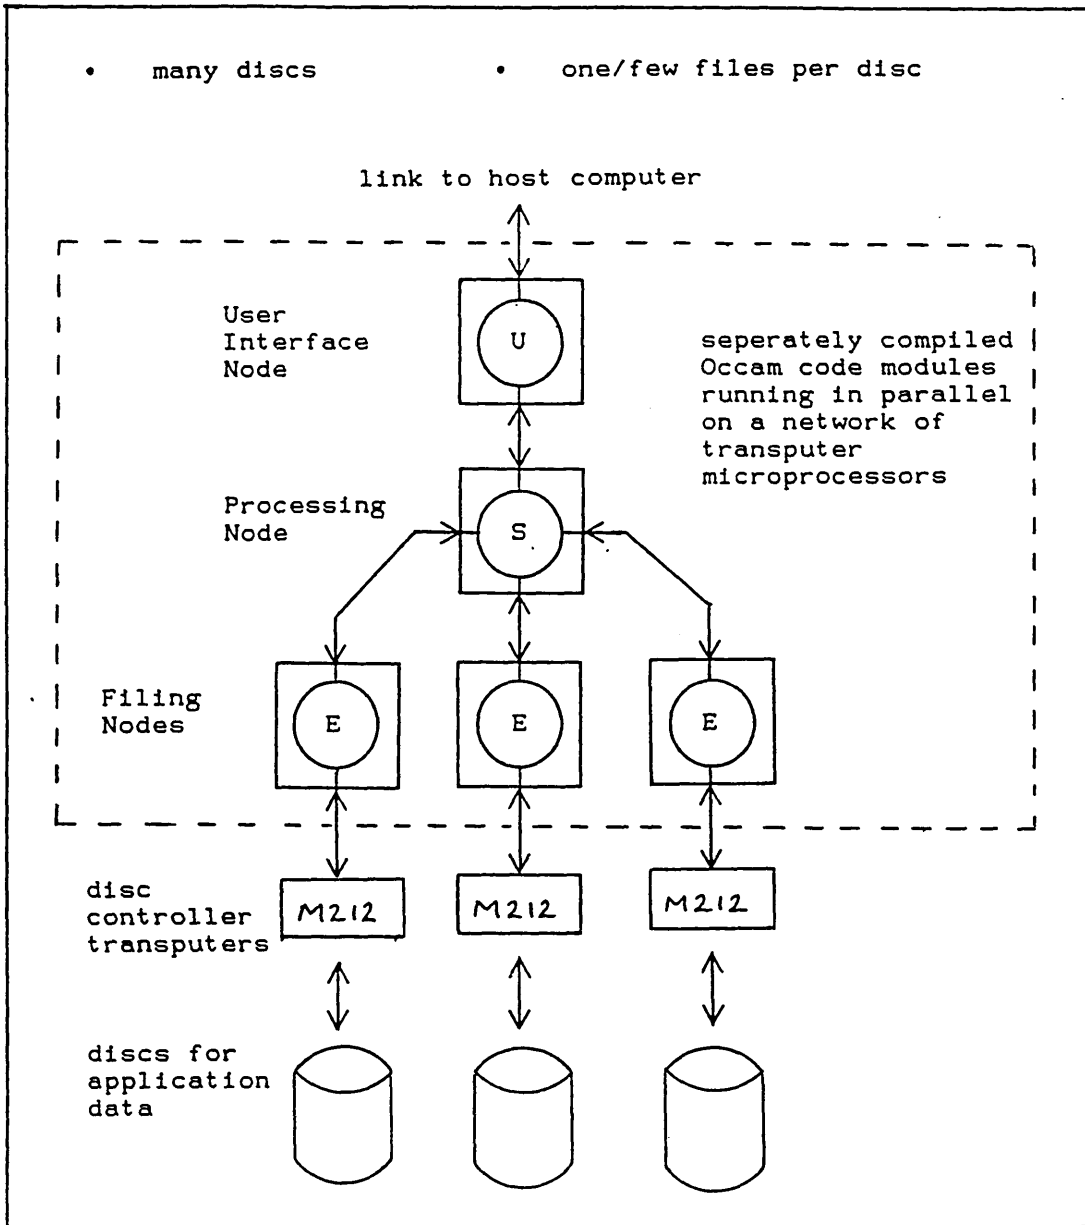 • many discs • one/few files per disc
link to host computer
User
Interface
Node
U
seperately compiled
Occam code modules
running in parallel
on a network of
transputer
microprocessors
Processing
Node
S
Filing
Nodes
E E E
disc
controller
transputers
M212 M212 M212
discs for
application
data